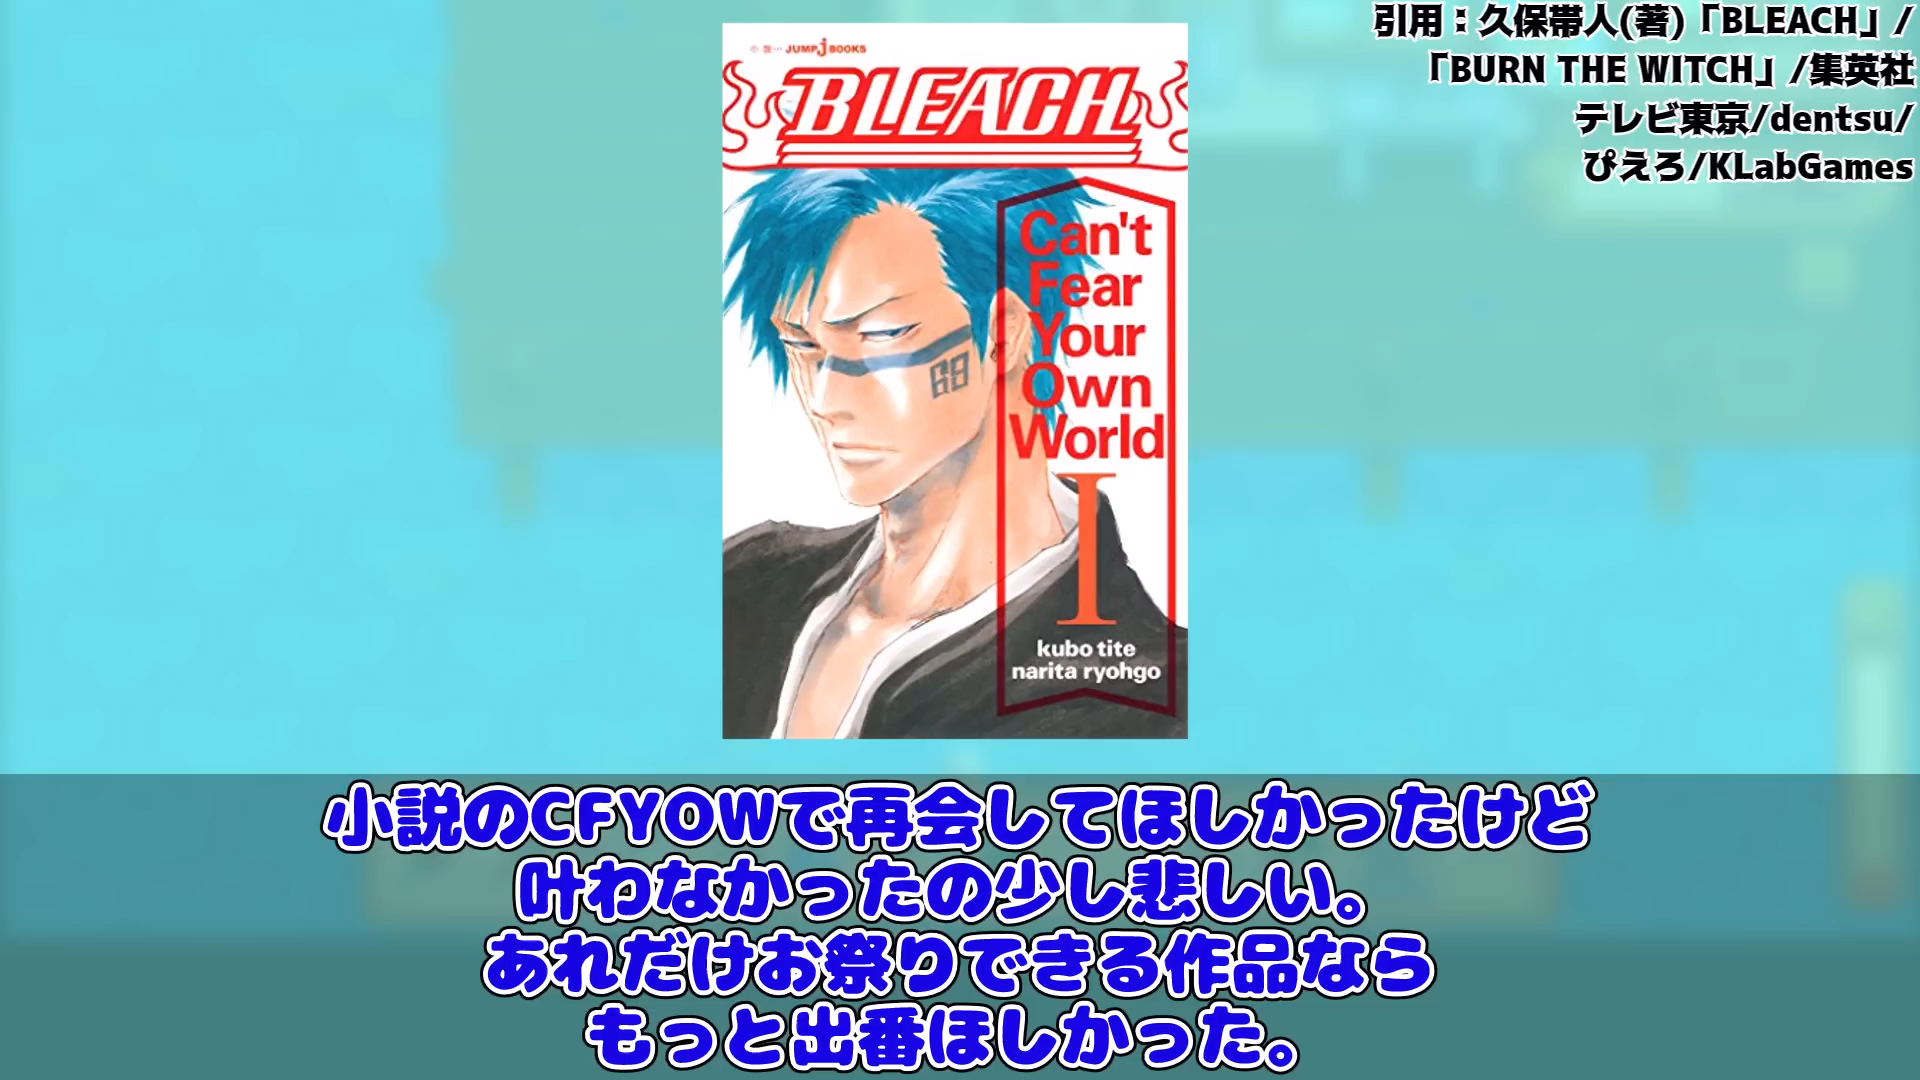 引用：久保帯人(著)「BLEACH」/
「BURN THE WITCH」/集英社
テレビ東京/dentsu/
ぴえろ/KLabGames
小説… JUMP j BOOKS
BLEACH
Can't
Fear
Your
Own
World
I
69
kubo tite
narita ryohgo
小説のCFYOWで再会してほしかったけど
叶わなかったの少し悲しい。
あれだけお祭りできる作品なら
もっと出番ほしかった。